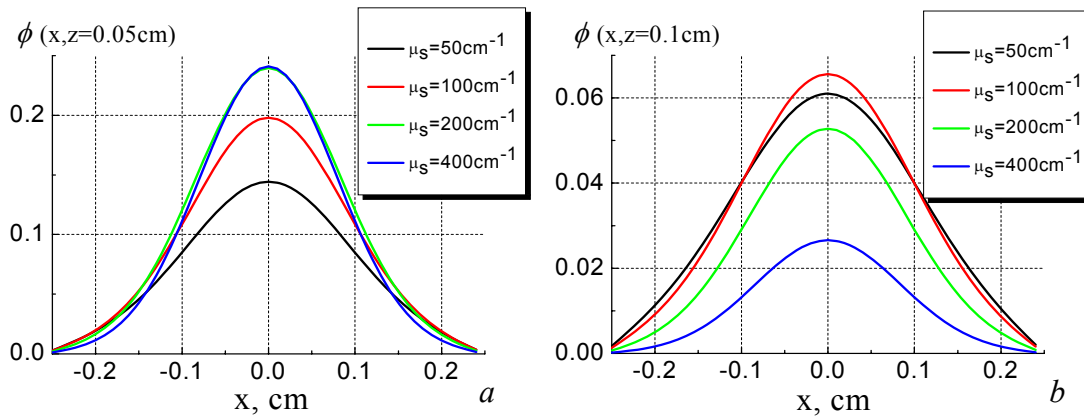 ϕ (x,z=0.05cm)
μs=50cm-1
μs=100cm-1
μs=200cm-1
μs=400cm-1
0.2
0.1
0.0
-0.2 -0.1 0.0 0.1 0.2
x, cm
a
ϕ (x,z=0.1cm)
μs=50cm-1
μs=100cm-1
μs=200cm-1
μs=400cm-1
0.06
0.04
0.02
0.00
-0.2 -0.1 0.0 0.1 0.2
x, cm
b